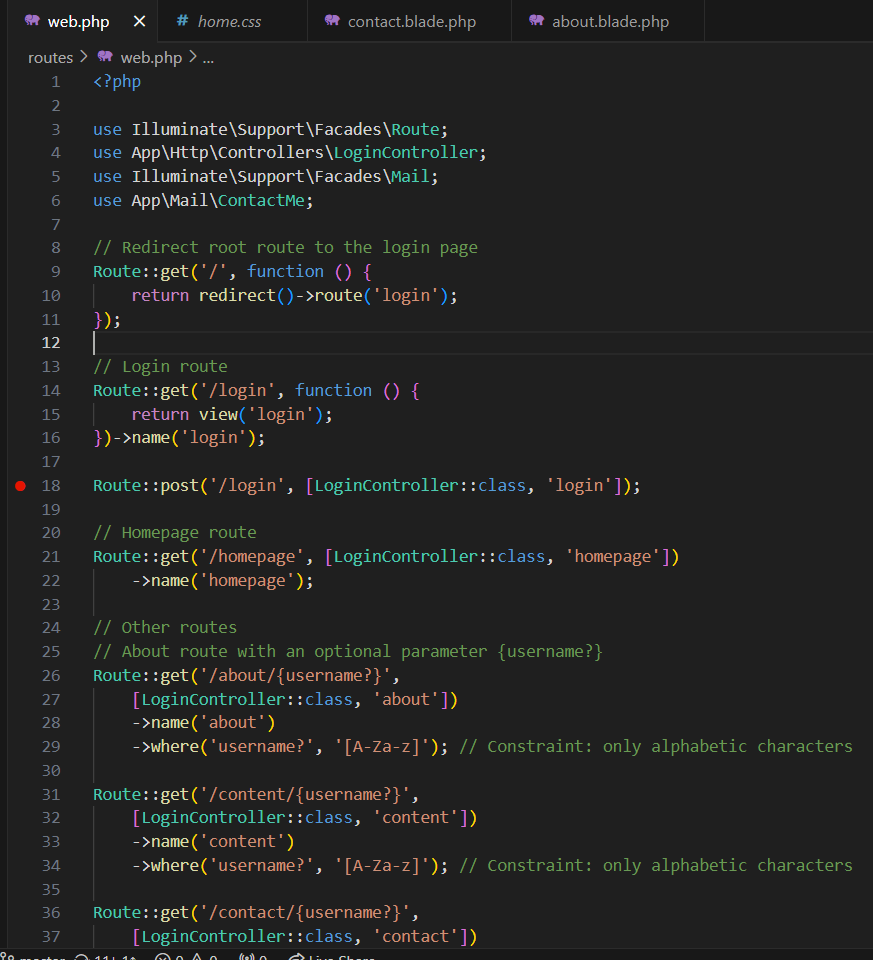 web.php × # home.css contact.blade.php about.blade.php
routes > web.php > ...
1 <?php
2
3 use Illuminate\Support\Facades\Route;
4 use App\Http\Controllers\LoginController;
5 use Illuminate\Support\Facades\Mail;
6 use App\Mail\ContactMe;
7
8 // Redirect root route to the login page
9 Route::get('/', function () {
10     return redirect()->route('login');
11 });
12
13 // Login route
14 Route::get('/login', function () {
15     return view('login');
16 })->name('login');
17
18 Route::post('/login', [LoginController::class, 'login']);
19
20 // Homepage route
21 Route::get('/homepage', [LoginController::class, 'homepage'])
22     ->name('homepage');
23
24 // Other routes
25 // About route with an optional parameter {username?}
26 Route::get('/about/{username?}',
27     [LoginController::class, 'about'])
28     ->name('about')
29     ->where('username?', '[A-Za-z]'); // Constraint: only alphabetic characters
30
31 Route::get('/content/{username?}',
32     [LoginController::class, 'content'])
33     ->name('content')
34     ->where('username?', '[A-Za-z]'); // Constraint: only alphabetic characters
35
36 Route::get('/contact/{username?}',
37     [LoginController::class, 'contact'])
master 11↓ 1↑ 0 0 0 Live Share